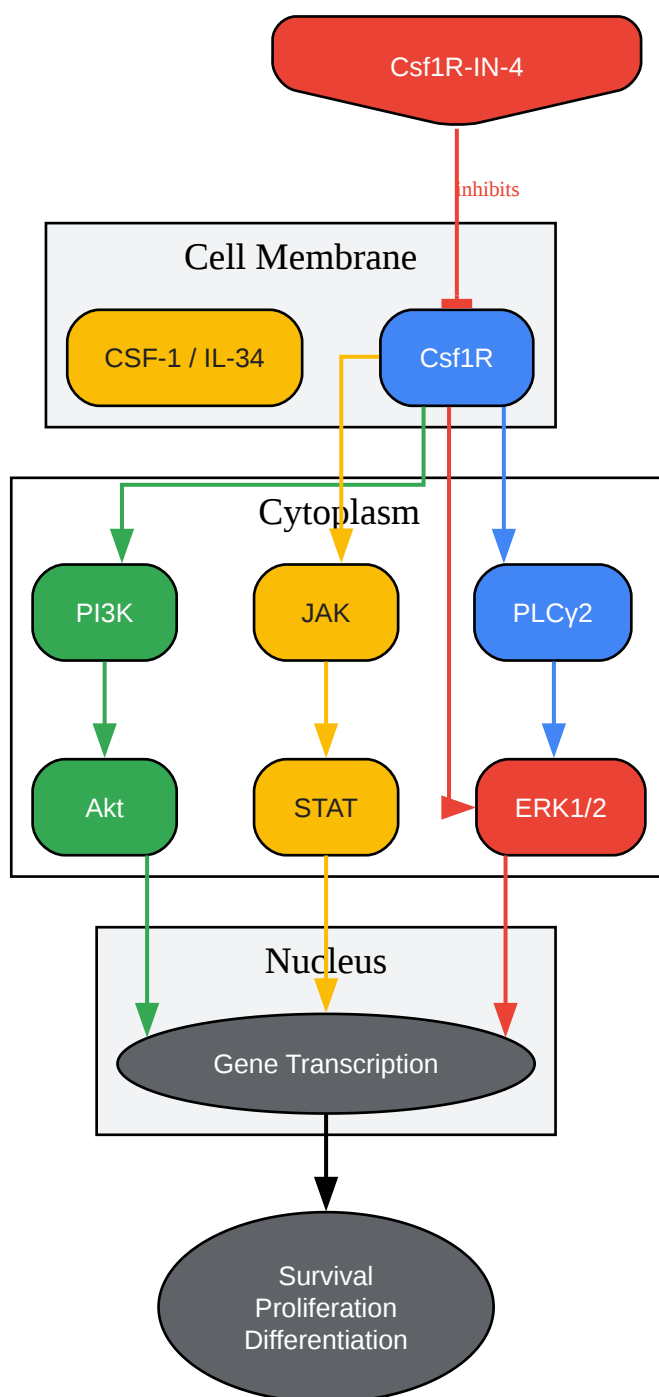 Csf1R-IN-4
inhibits
Cell Membrane
CSF-1 / IL-34
Csf1R
Cytoplasm
PI3K
JAK
PLCγ2
Akt
STAT
ERK1/2
Nucleus
Gene Transcription
Survival
Proliferation
Differentiation